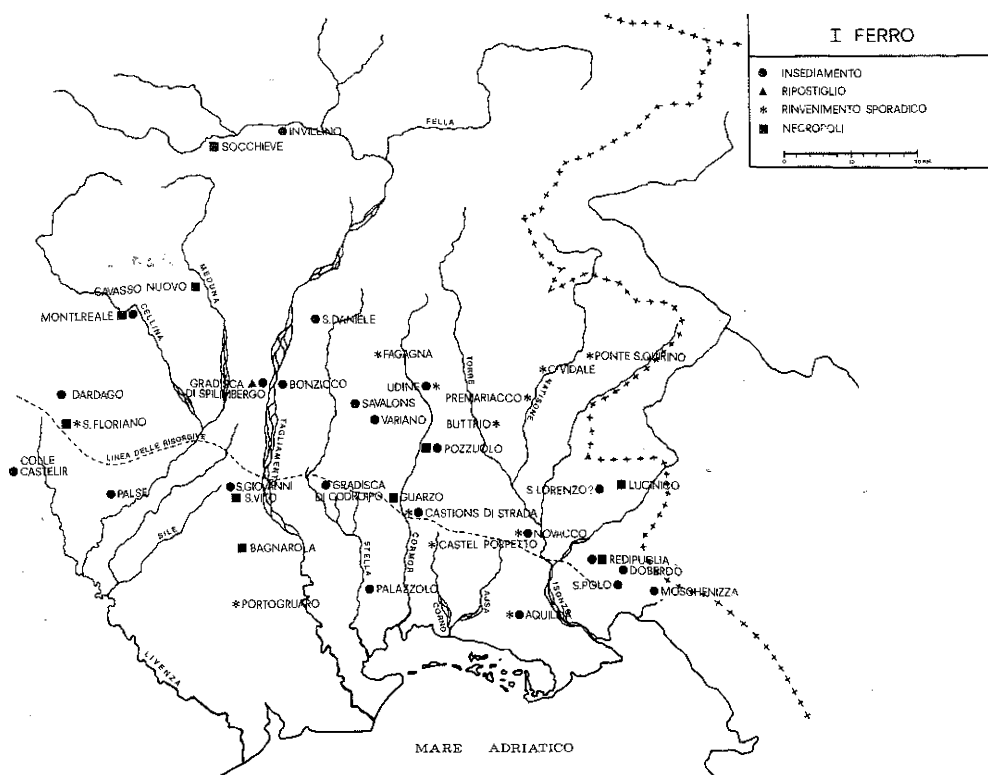 I FERRO
INSEDIAMENTO
RIPOSTIGLIO
RINVENIMENTO SPORADICO
NECROPOLI
0 10
FELLA
INVILLINO
SOCCHIEVE
MEDUNA
CAVASSO NUOVO
MONTEREALE
CELLINA
S.DANIELE
FAGAGNA
TORRE
NATISONE
PONTE S.QUIRINO
CIVIDALE
DARDAGO
GRADISCA
DI SPILIMBERGO
BONZICCO
UDINE
PREMARIACCO
SAVALONS
VARIANO
BUTTRIO
S.FLORIANO
LINEA DELLE RISORGIVE
TAGLIAMENTO
POZZUOLO
COLLE
CASTELIR
PALSE
S.GIOVANNI
S.VITO
GRADISCA
DI CODROIPO
GUARZO
S.LORENZO?
LUCINICO
CASTIONS DI STRADA
SILE
STELLA
CORMOR
NOVACCO
BAGNAROLA
CASTEL PORPETTO
REDIPUGLIA
DOBERDO
PALAZZOLO
S.POLO
MOSCHENIZZA
PORTOGRUARO
CORNO
AUSA
ISONZO
LIVENZA
MARE ADRIATICO